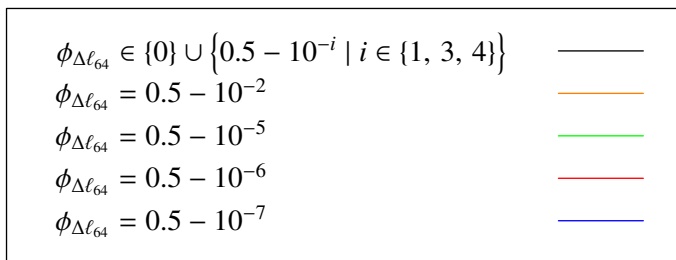 ϕ_{Δℓ_{64}} ∈ {0} ∪ {0.5 − 10^{−i} | i ∈ {1, 3, 4}}
ϕ_{Δℓ_{64}} = 0.5 − 10^{−2}
ϕ_{Δℓ_{64}} = 0.5 − 10^{−5}
ϕ_{Δℓ_{64}} = 0.5 − 10^{−6}
ϕ_{Δℓ_{64}} = 0.5 − 10^{−7}